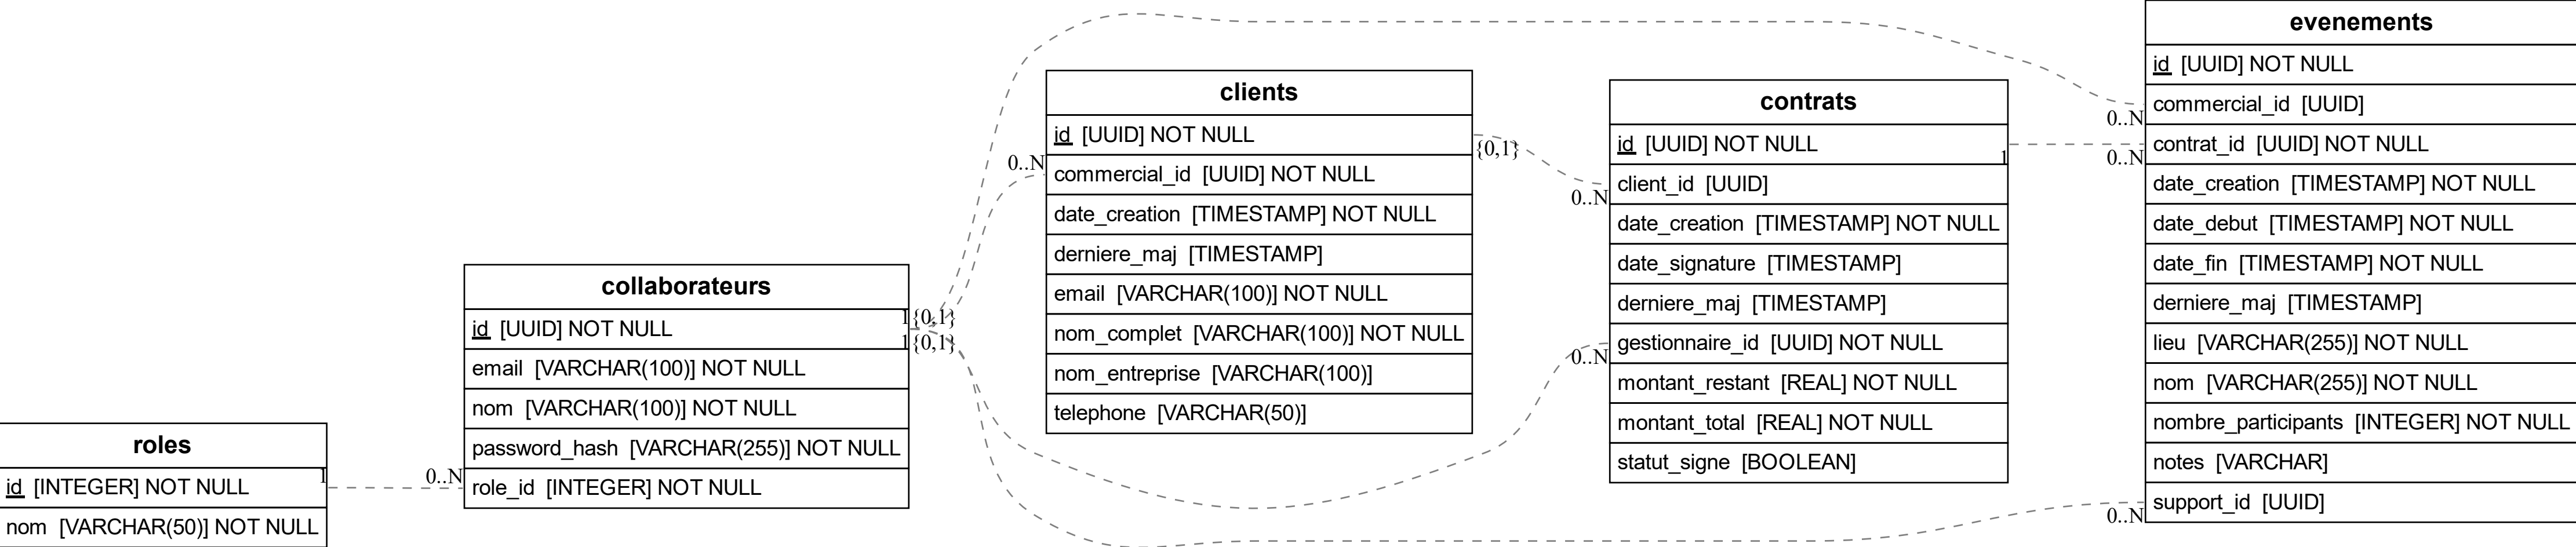 roles
id [INTEGER] NOT NULL
nom [VARCHAR(50)] NOT NULL
1
0..N
collaborateurs
id [UUID] NOT NULL
email [VARCHAR(100)] NOT NULL
nom [VARCHAR(100)] NOT NULL
password_hash [VARCHAR(255)] NOT NULL
role_id [INTEGER] NOT NULL
1 {0,1}
1 {0,1}
0..N
clients
id [UUID] NOT NULL
commercial_id [UUID] NOT NULL
date_creation [TIMESTAMP] NOT NULL
derniere_maj [TIMESTAMP]
email [VARCHAR(100)] NOT NULL
nom_complet [VARCHAR(100)] NOT NULL
nom_entreprise [VARCHAR(100)]
telephone [VARCHAR(50)]
{0,1}
0..N
0..N
contrats
id [UUID] NOT NULL
client_id [UUID]
date_creation [TIMESTAMP] NOT NULL
date_signature [TIMESTAMP]
derniere_maj [TIMESTAMP]
gestionnaire_id [UUID] NOT NULL
montant_restant [REAL] NOT NULL
montant_total [REAL] NOT NULL
statut_signe [BOOLEAN]
1
0..N
0..N
0..N
evenements
id [UUID] NOT NULL
commercial_id [UUID]
contrat_id [UUID] NOT NULL
date_creation [TIMESTAMP] NOT NULL
date_debut [TIMESTAMP] NOT NULL
date_fin [TIMESTAMP] NOT NULL
derniere_maj [TIMESTAMP]
lieu [VARCHAR(255)] NOT NULL
nom [VARCHAR(255)] NOT NULL
nombre_participants [INTEGER] NOT NULL
notes [VARCHAR]
support_id [UUID]